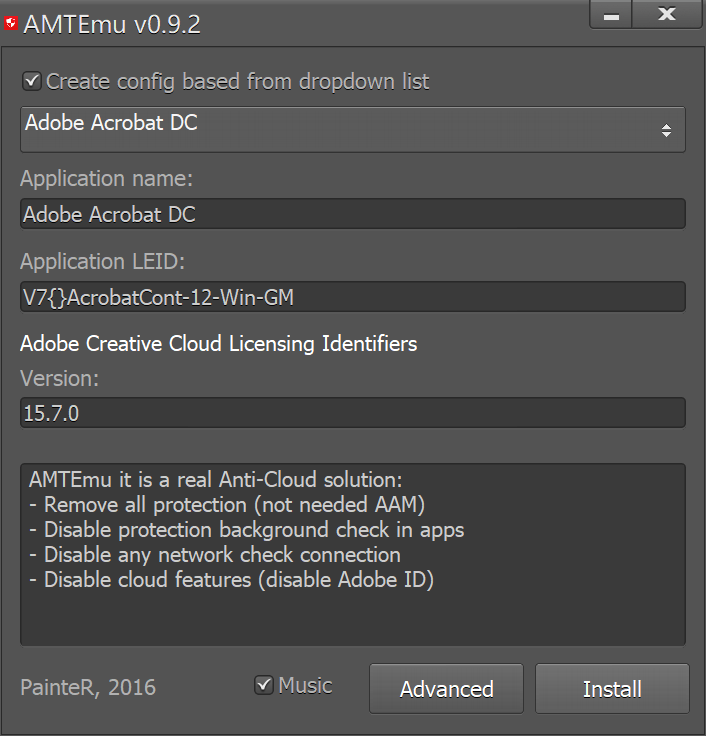 AMTEmu v0.9.2
Create config based from dropdown list
Adobe Acrobat DC
Application name:
Adobe Acrobat DC
Application LEID:
V7{}AcrobatCont-12-Win-GM
Adobe Creative Cloud Licensing Identifiers
Version:
15.7.0
AMTEmu it is a real Anti-Cloud solution:
- Remove all protection (not needed AAM)
- Disable protection background check in apps
- Disable any network check connection
- Disable cloud features (disable Adobe ID)
PainteR, 2016
Music
Advanced
Install